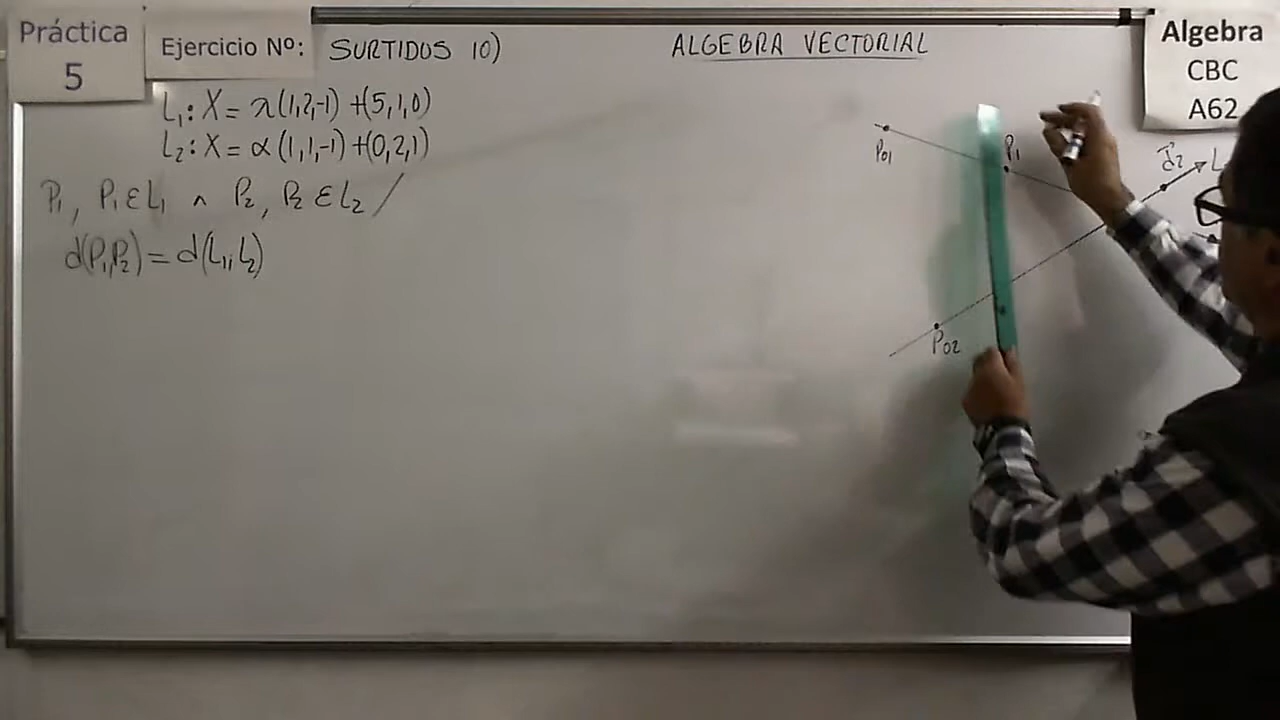 Práctica
5
Ejercicio Nº: SURTIDOS 10)
ALGEBRA VECTORIAL
Algebra
CBC
A62
L₁: X = λ(1,2,-1) + (5,1,0)
L₂: X = α(1,1,-1) + (0,2,1)
P₁, P₁ ε L₁ ∧ P₂, P₂ ε L₂ /
d(P₁,P₂) = d(L₁,L₂)
P01
P₁
d₂
L
P02